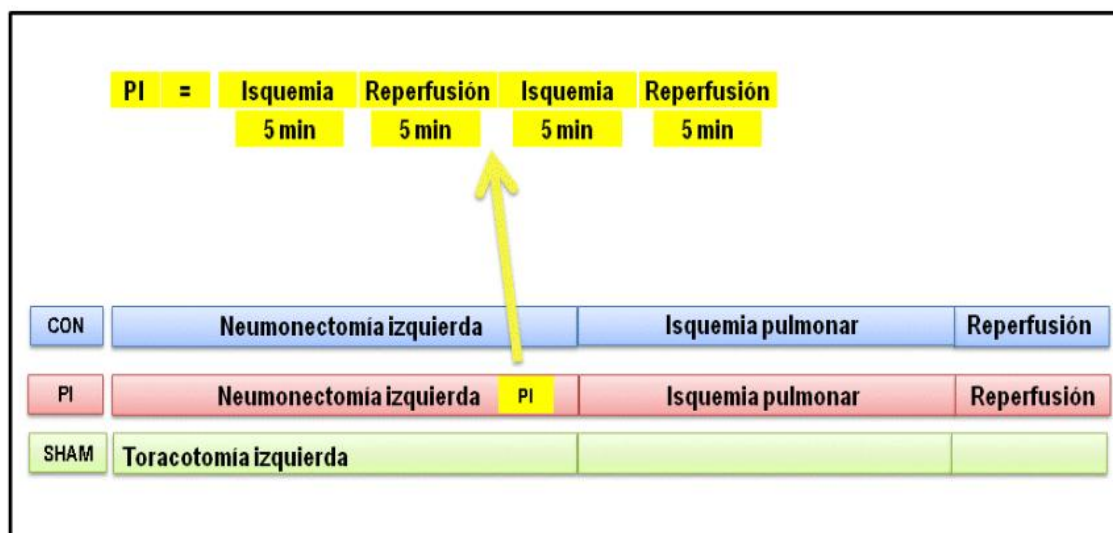 PI = Isquemia Reperfusión Isquemia Reperfusión
5 min 5 min 5 min 5 min
CON Neumonectomía izquierda Isquemia pulmonar Reperfusión
PI Neumonectomía izquierda PI Isquemia pulmonar Reperfusión
SHAM Toracotomía izquierda